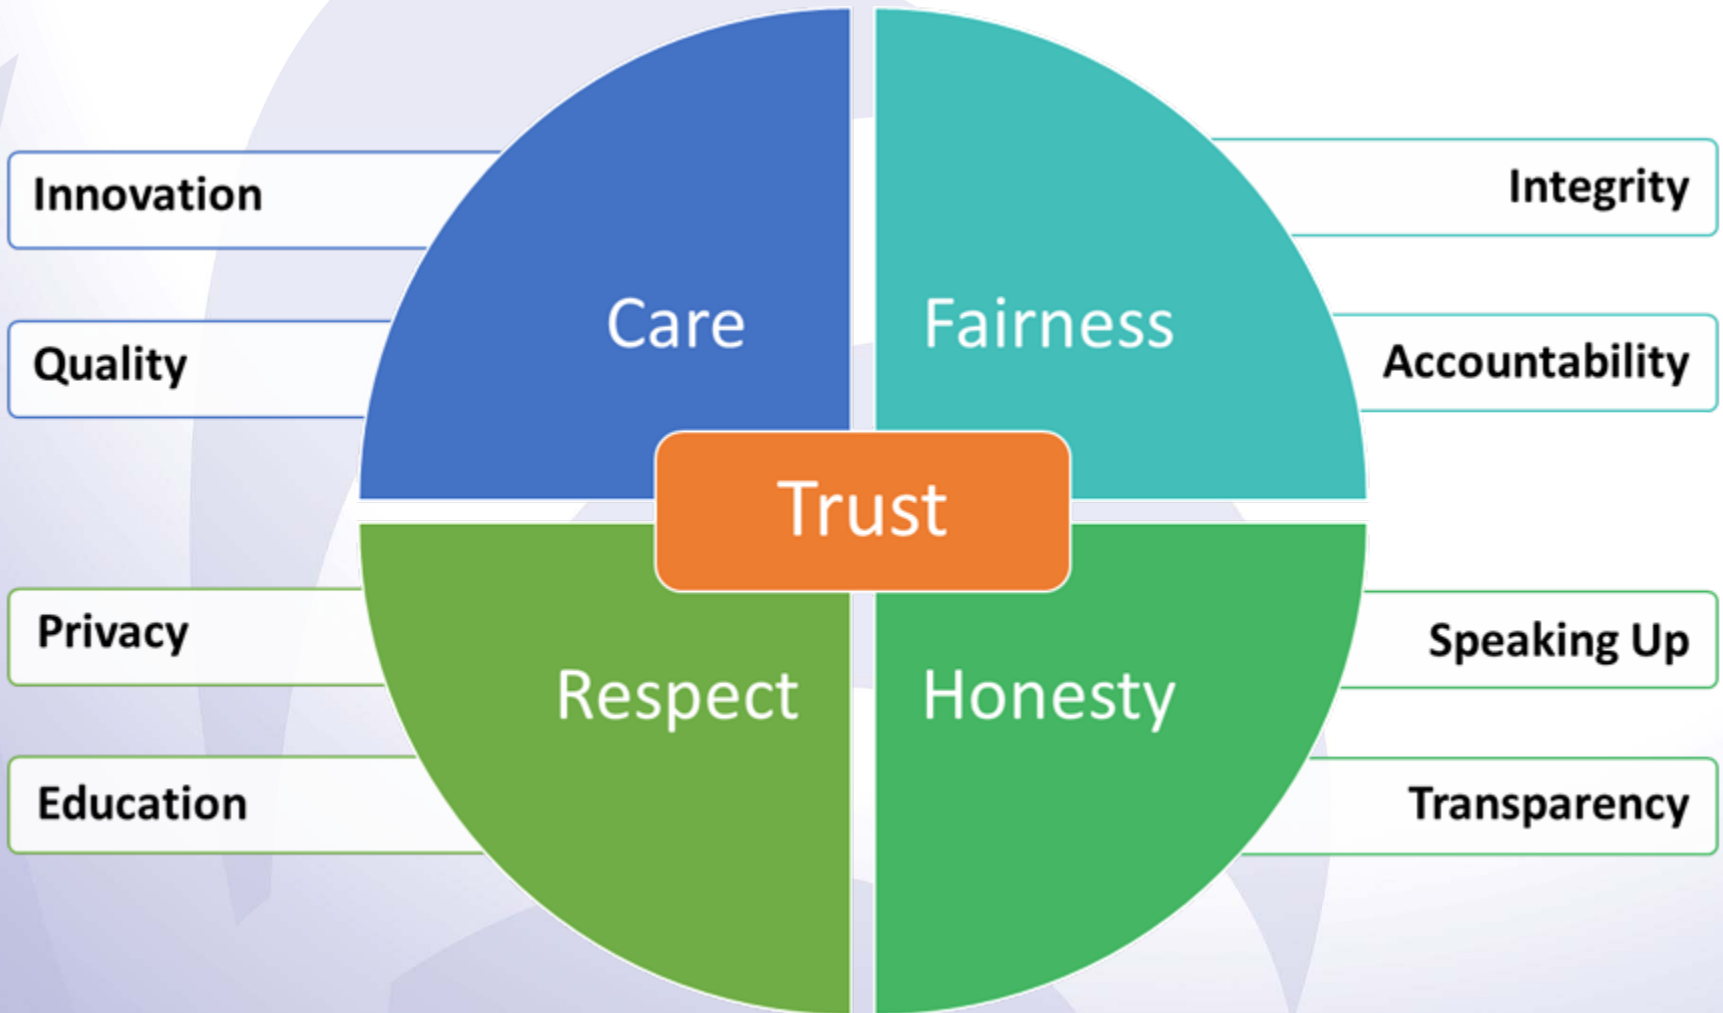 Innovation
Quality
Care
Fairness
Integrity
Accountability
Trust
Privacy
Education
Respect
Honesty
Speaking Up
Transparency